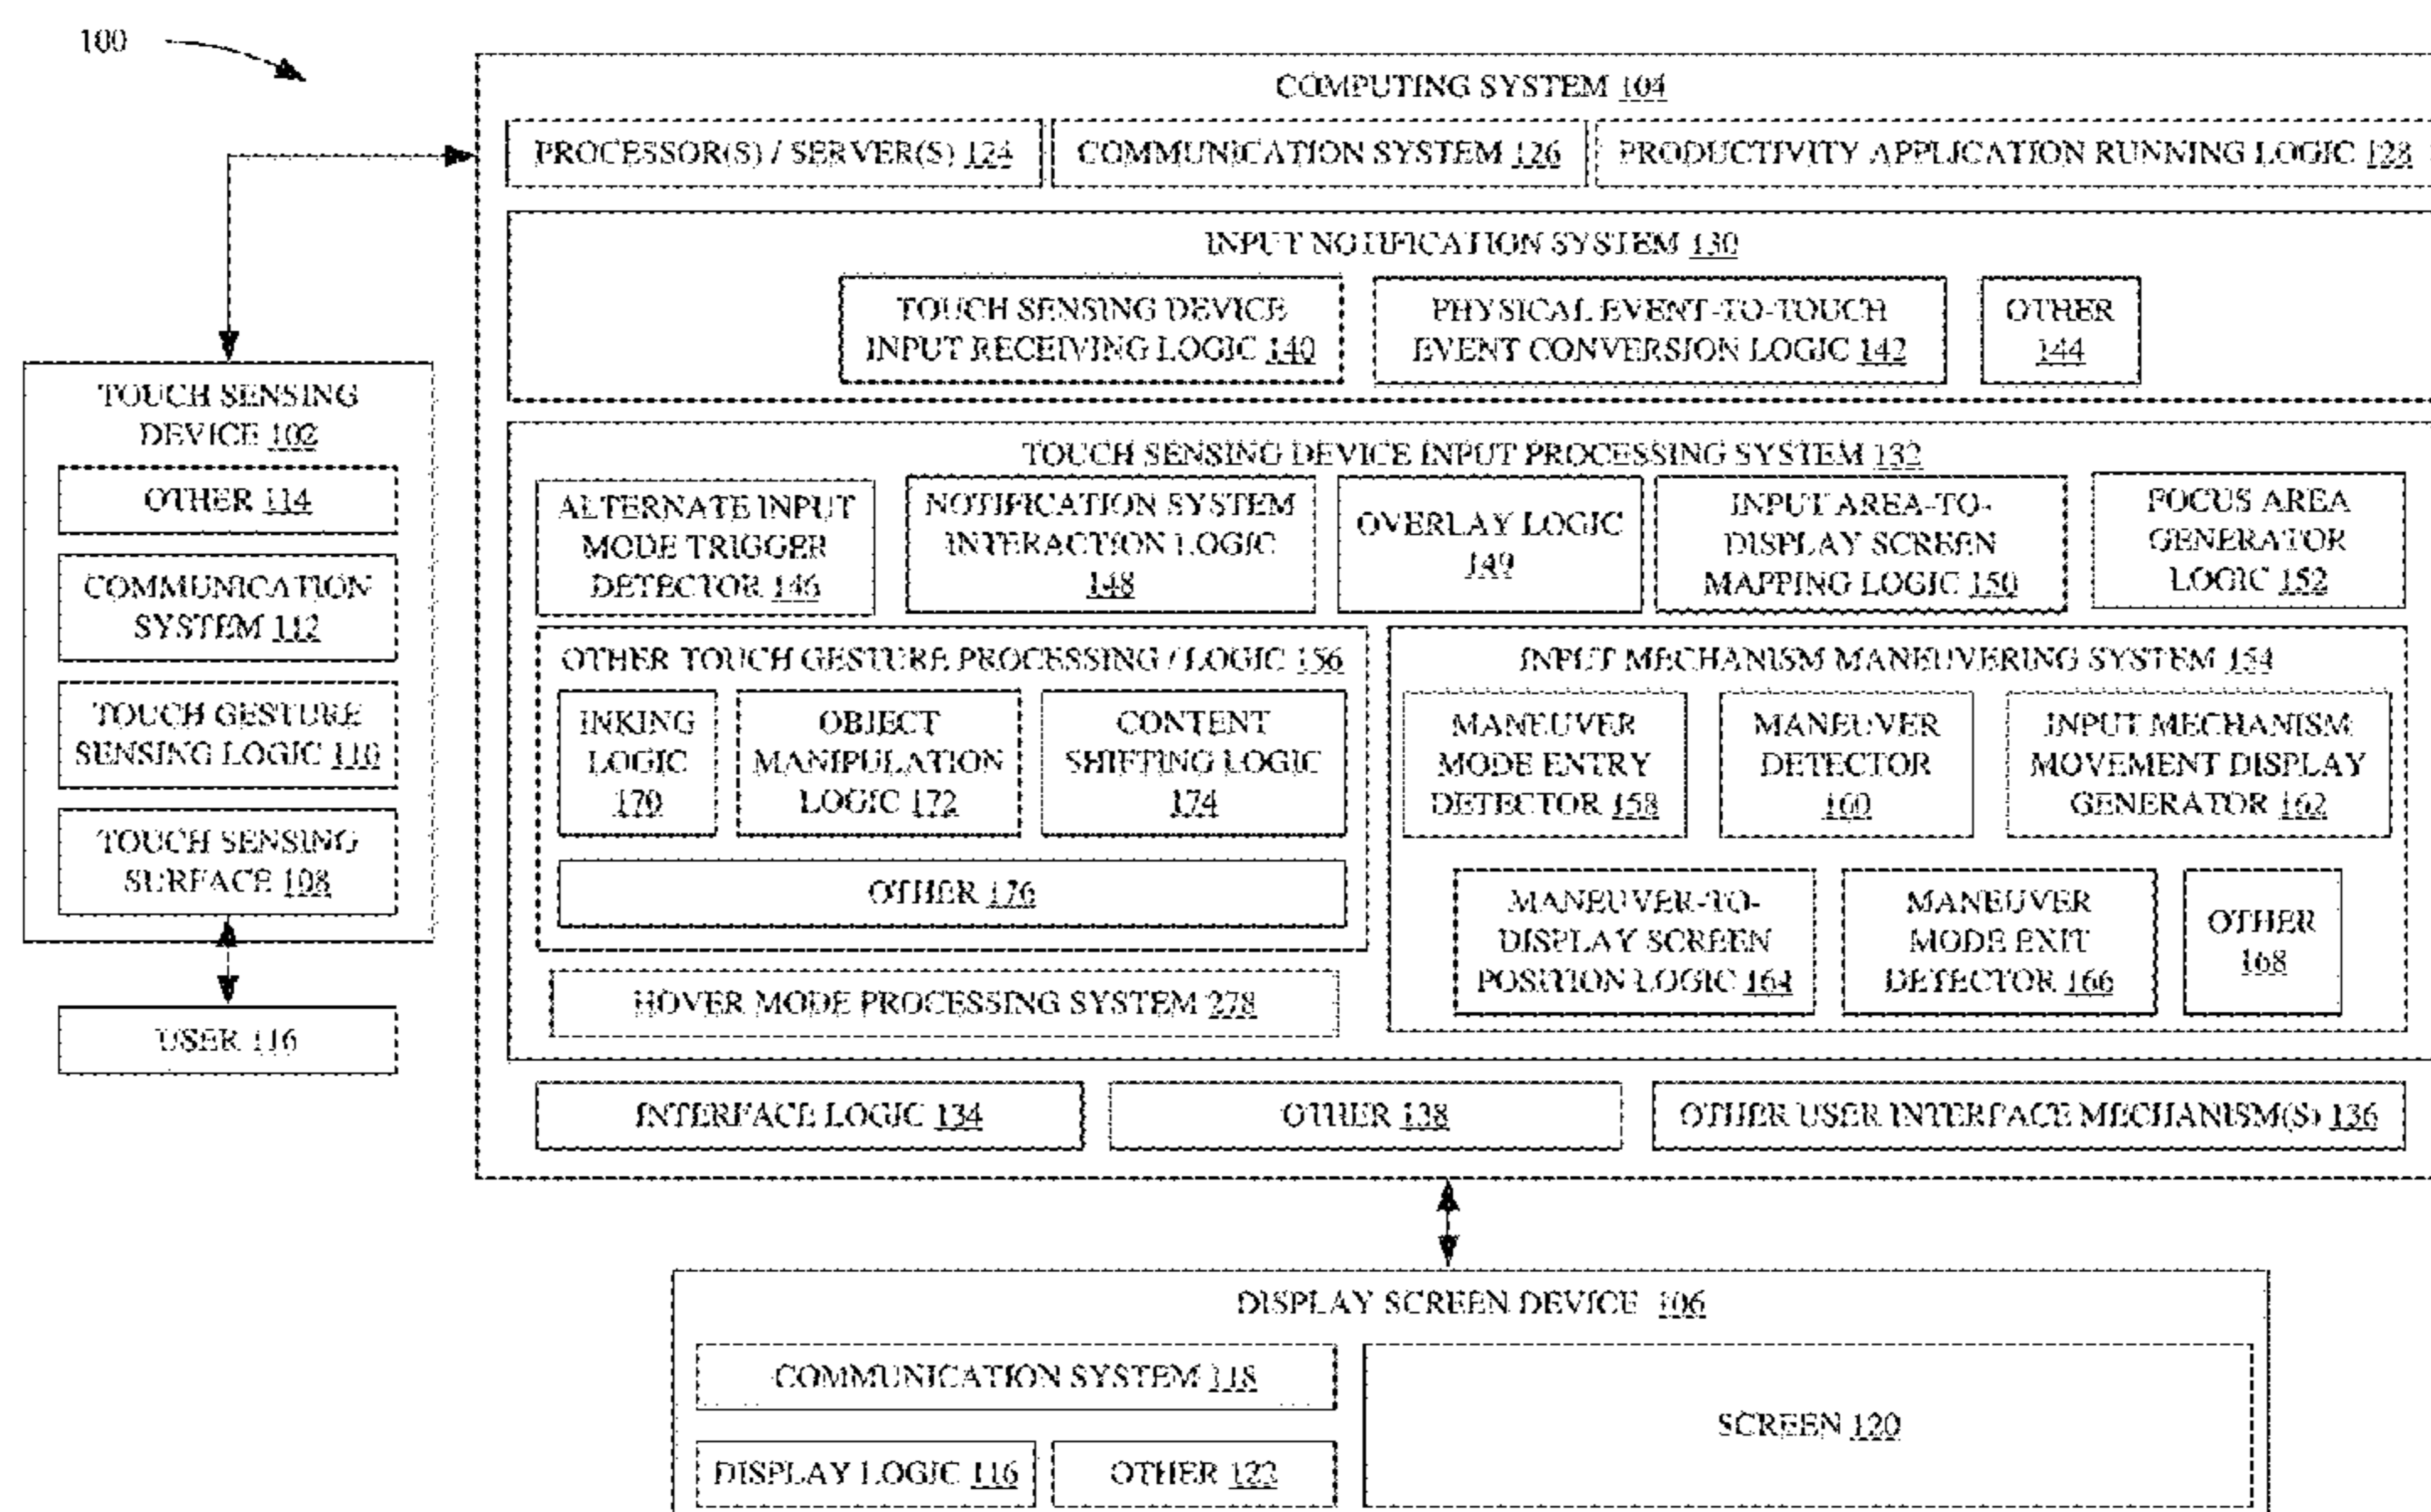 100
COMPUTING SYSTEM 104
PROCESSOR(S) / SERVER(S) 124
COMMUNICATION SYSTEM 126
PRODUCTIVITY APPLICATION RUNNING LOGIC 128
INPUT NOTIFICATION SYSTEM 130
TOUCH SENSING DEVICE
INPUT RECEIVING LOGIC 140
PHYSICAL EVENT-TO-TOUCH
EVENT CONVERSION LOGIC 142
OTHER
144
TOUCH SENSING
DEVICE 102
OTHER 114
COMMUNICATION
SYSTEM 112
TOUCH GESTURE
SENSING LOGIC 110
TOUCH SENSING
SURFACE 108
USER 116
TOUCH SENSING DEVICE INPUT PROCESSING SYSTEM 132
ALTERNATE INPUT
MODE TRIGGER
DETECTOR 146
NOTIFICATION SYSTEM
INTERACTION LOGIC
148
OVERLAY LOGIC
149
INPUT AREA-TO-
DISPLAY SCREEN
MAPPING LOGIC 150
FOCUS AREA
GENERATOR
LOGIC 152
OTHER TOUCH GESTURE PROCESSING / LOGIC 156
INKING
LOGIC
170
OBJECT
MANIPULATION
LOGIC 172
CONTENT
SHIFTING LOGIC
174
OTHER 176
HOVER MODE PROCESSING SYSTEM 278
INPUT MECHANISM MANEUVERING SYSTEM 154
MANEUVER
MODE ENTRY
DETECTOR 158
MANEUVER
DETECTOR
160
INPUT MECHANISM
MOVEMENT DISPLAY
GENERATOR 162
MANEUVER-TO-
DISPLAY SCREEN
POSITION LOGIC 164
MANEUVER
MODE EXIT
DETECTOR 166
OTHER
168
INTERFACE LOGIC 134
OTHER 138
OTHER USER INTERFACE MECHANISM(S) 136
DISPLAY SCREEN DEVICE 106
COMMUNICATION SYSTEM 118
DISPLAY LOGIC 116
OTHER 122
SCREEN 120